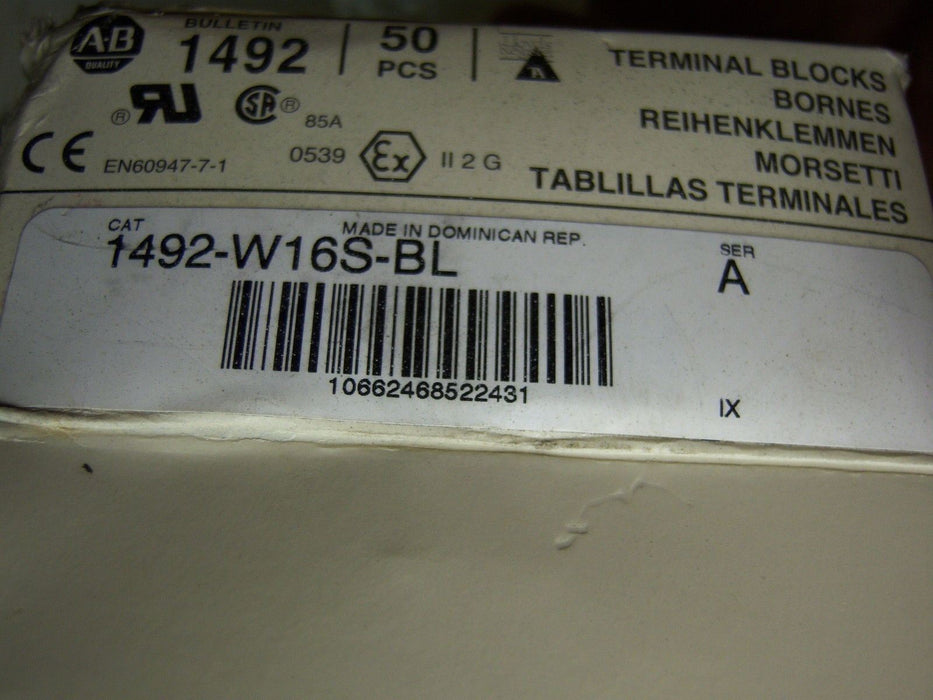 A-B
QUALITY
BULLETIN
1492
50
PCS
TERMINAL BLOCKS
BORNES
REIHENKLEMMEN
MORSETTI
TABLILLAS TERMINALES
® 85A
CE EN60947-7-1 0539 Ex II 2 G
CAT
MADE IN DOMINICAN REP.
1492-W16S-BL
SER
A
10662468522431
IX